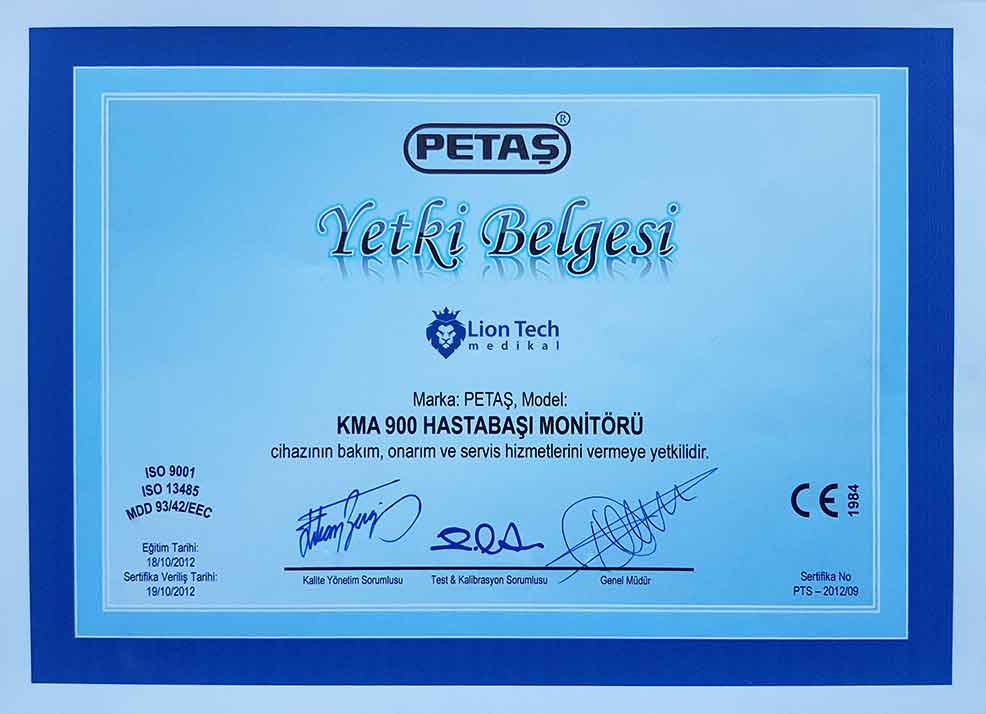 PETAŞ®
Yetki Belgesi
Lion Tech
medikal
Marka: PETAŞ, Model:
KMA 900 HASTABAŞI MONİTÖRÜ
cihazının bakım, onarım ve servis hizmetlerini vermeye yetkilidir.
ISO 9001
ISO 13485
MDD 93/42/EEC
CE 1984
Eğitim Tarihi:
18/10/2012
Sertifika Veriliş Tarihi:
19/10/2012
Kalite Yönetim Sorumlusu
Test & Kalibrasyon Sorumlusu
Genel Müdür
Sertifika No
PTS – 2012/09